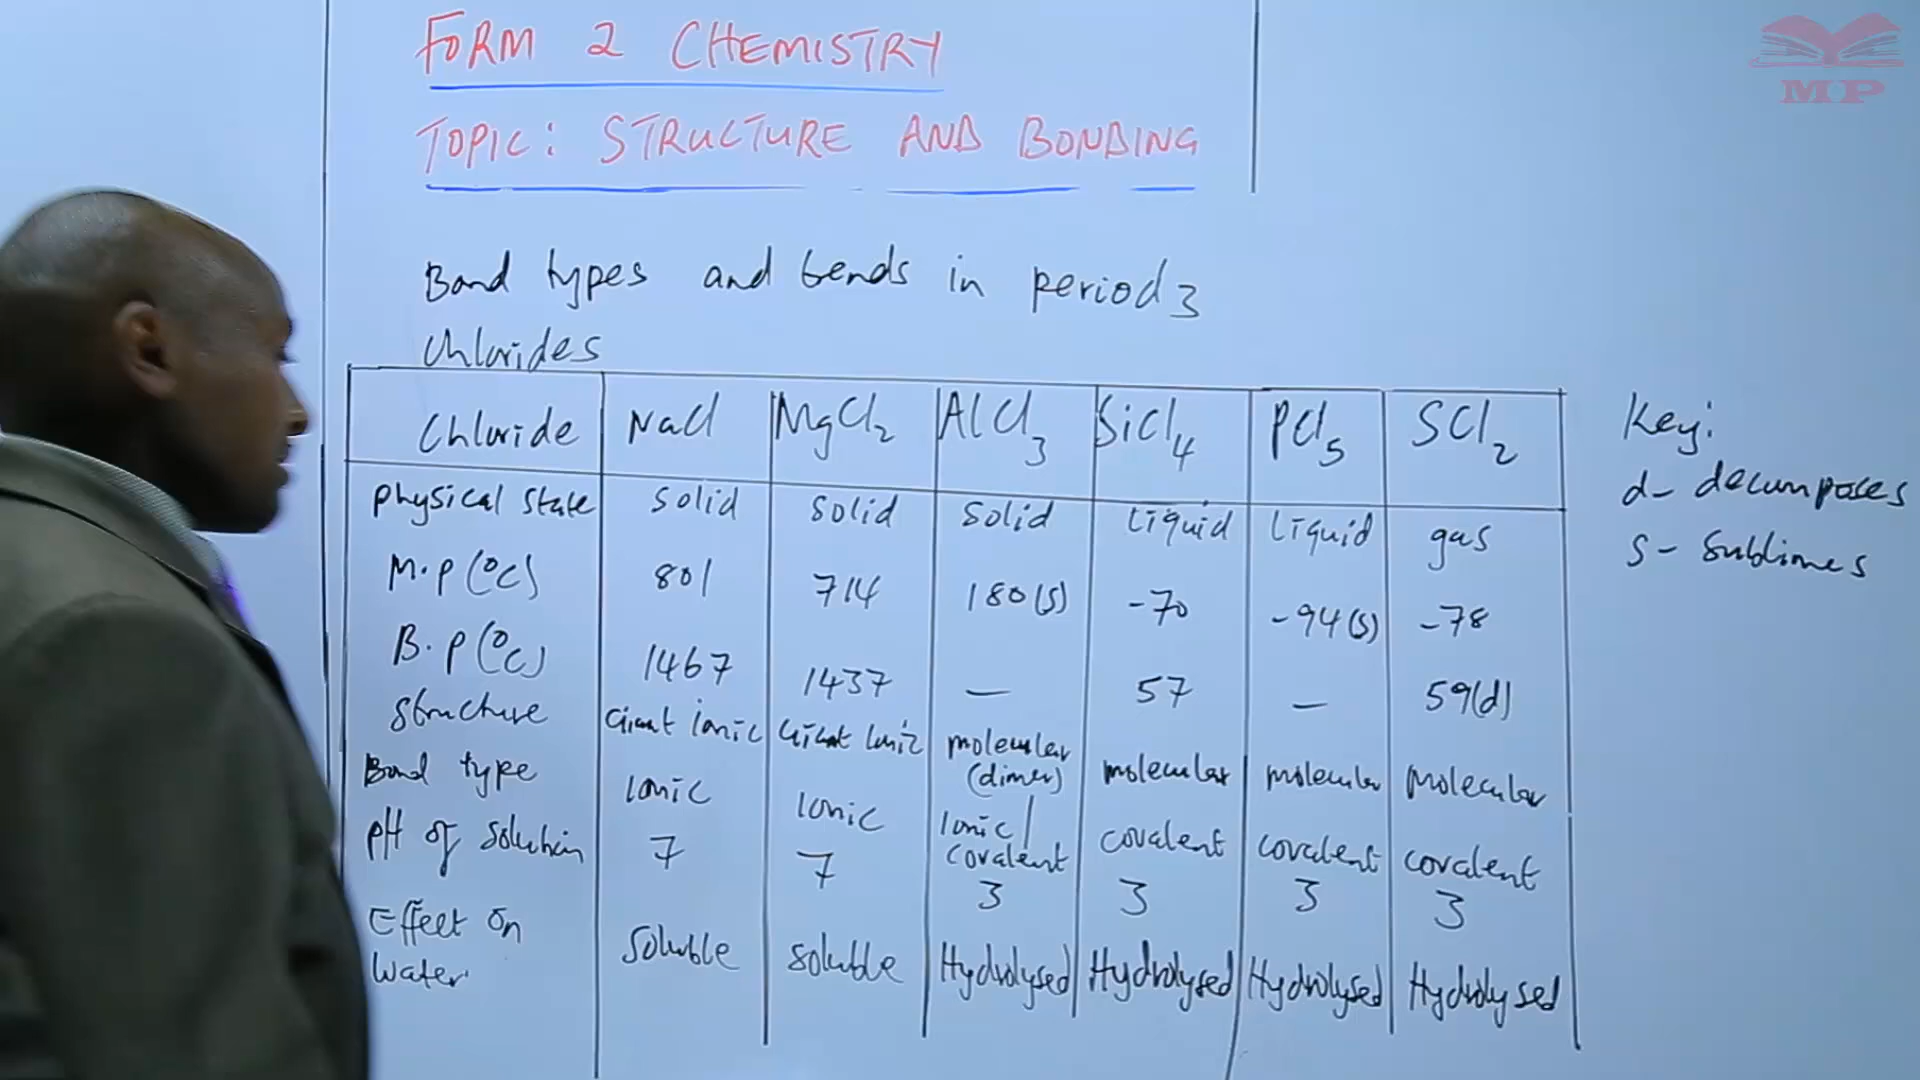 FORM 2 CHEMISTRY
TOPIC: STRUCTURE AND BONDING
Bond types and trends in period 3
chlorides
Chloride NaCl MgCl2 AlCl3 SiCl4 PCl5 SCl2
Physical state solid solid solid liquid liquid gas
M.p (°C) 801 714 180(s) -70 -94(s) -78
B.p (°C) 1467 1437 — 57 — 59(d)
Structure Giant ionic Giant Ionic molecular (dimer) molecular molecular molecular
Bond type Ionic Ionic Ionic/covalent covalent covalent covalent
pH of solution 7 7 3 3 3 3
Effect on water soluble soluble Hydrolysed Hydrolysed Hydrolysed Hydrolysed
Key:
d- decomposes
S- Sublimes
MP